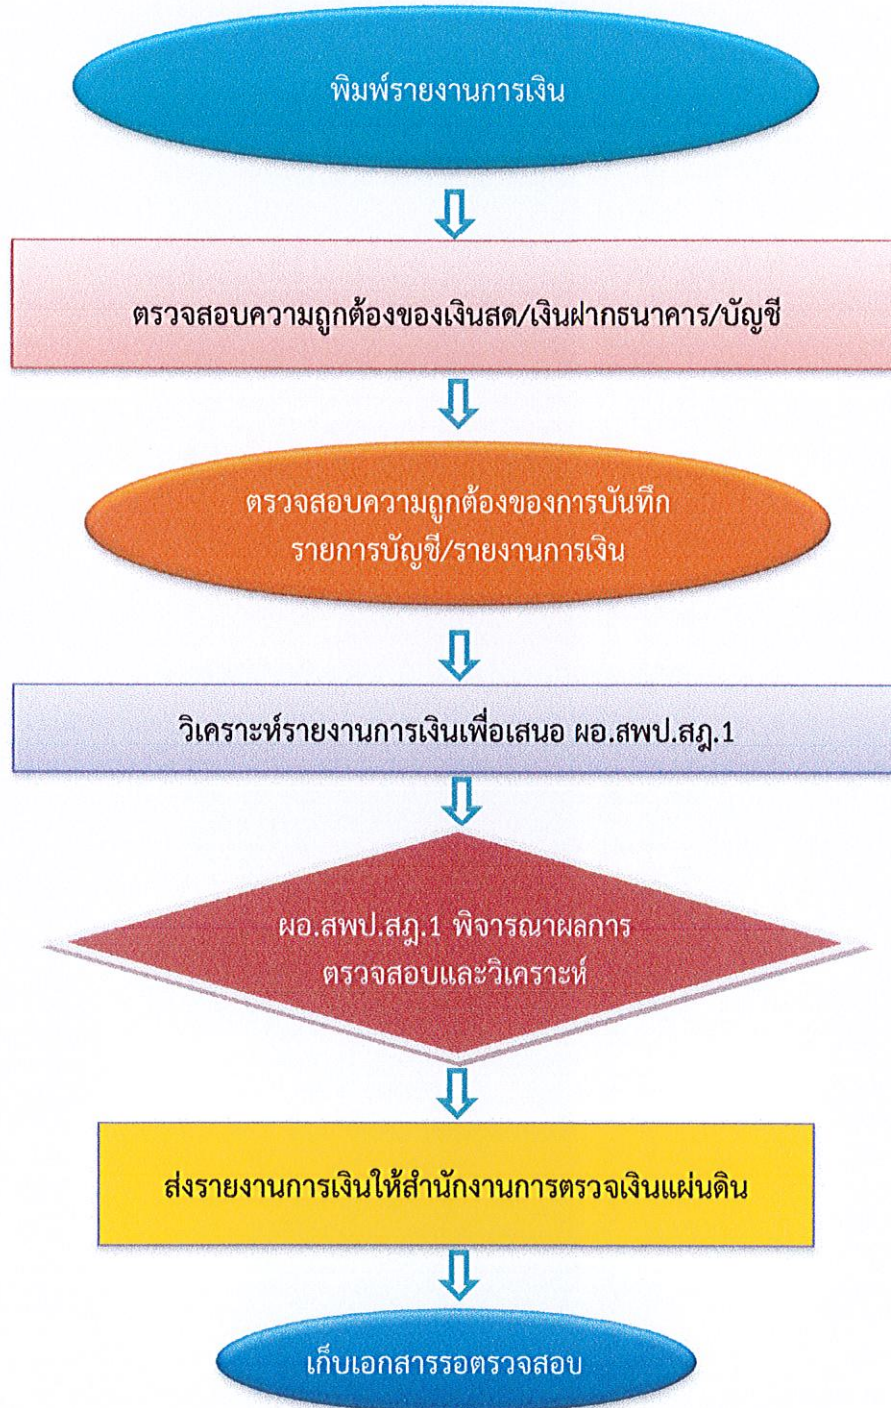 พิมพ์รายงานการเงิน
ตรวจสอบความถูกต้องของเงินสด/เงินฝากธนาคาร/บัญชี
ตรวจสอบความถูกต้องของการบันทึก
รายการบัญชี/รายงานการเงิน
วิเคราะห์รายงานการเงินเพื่อเสนอ ผอ.สพป.สฎ.1
ผอ.สพป.สฎ.1 พิจารณาผลการ
ตรวจสอบและวิเคราะห์
ส่งรายงานการเงินให้สำนักงานการตรวจเงินแผ่นดิน
เก็บเอกสารรอตรวจสอบ